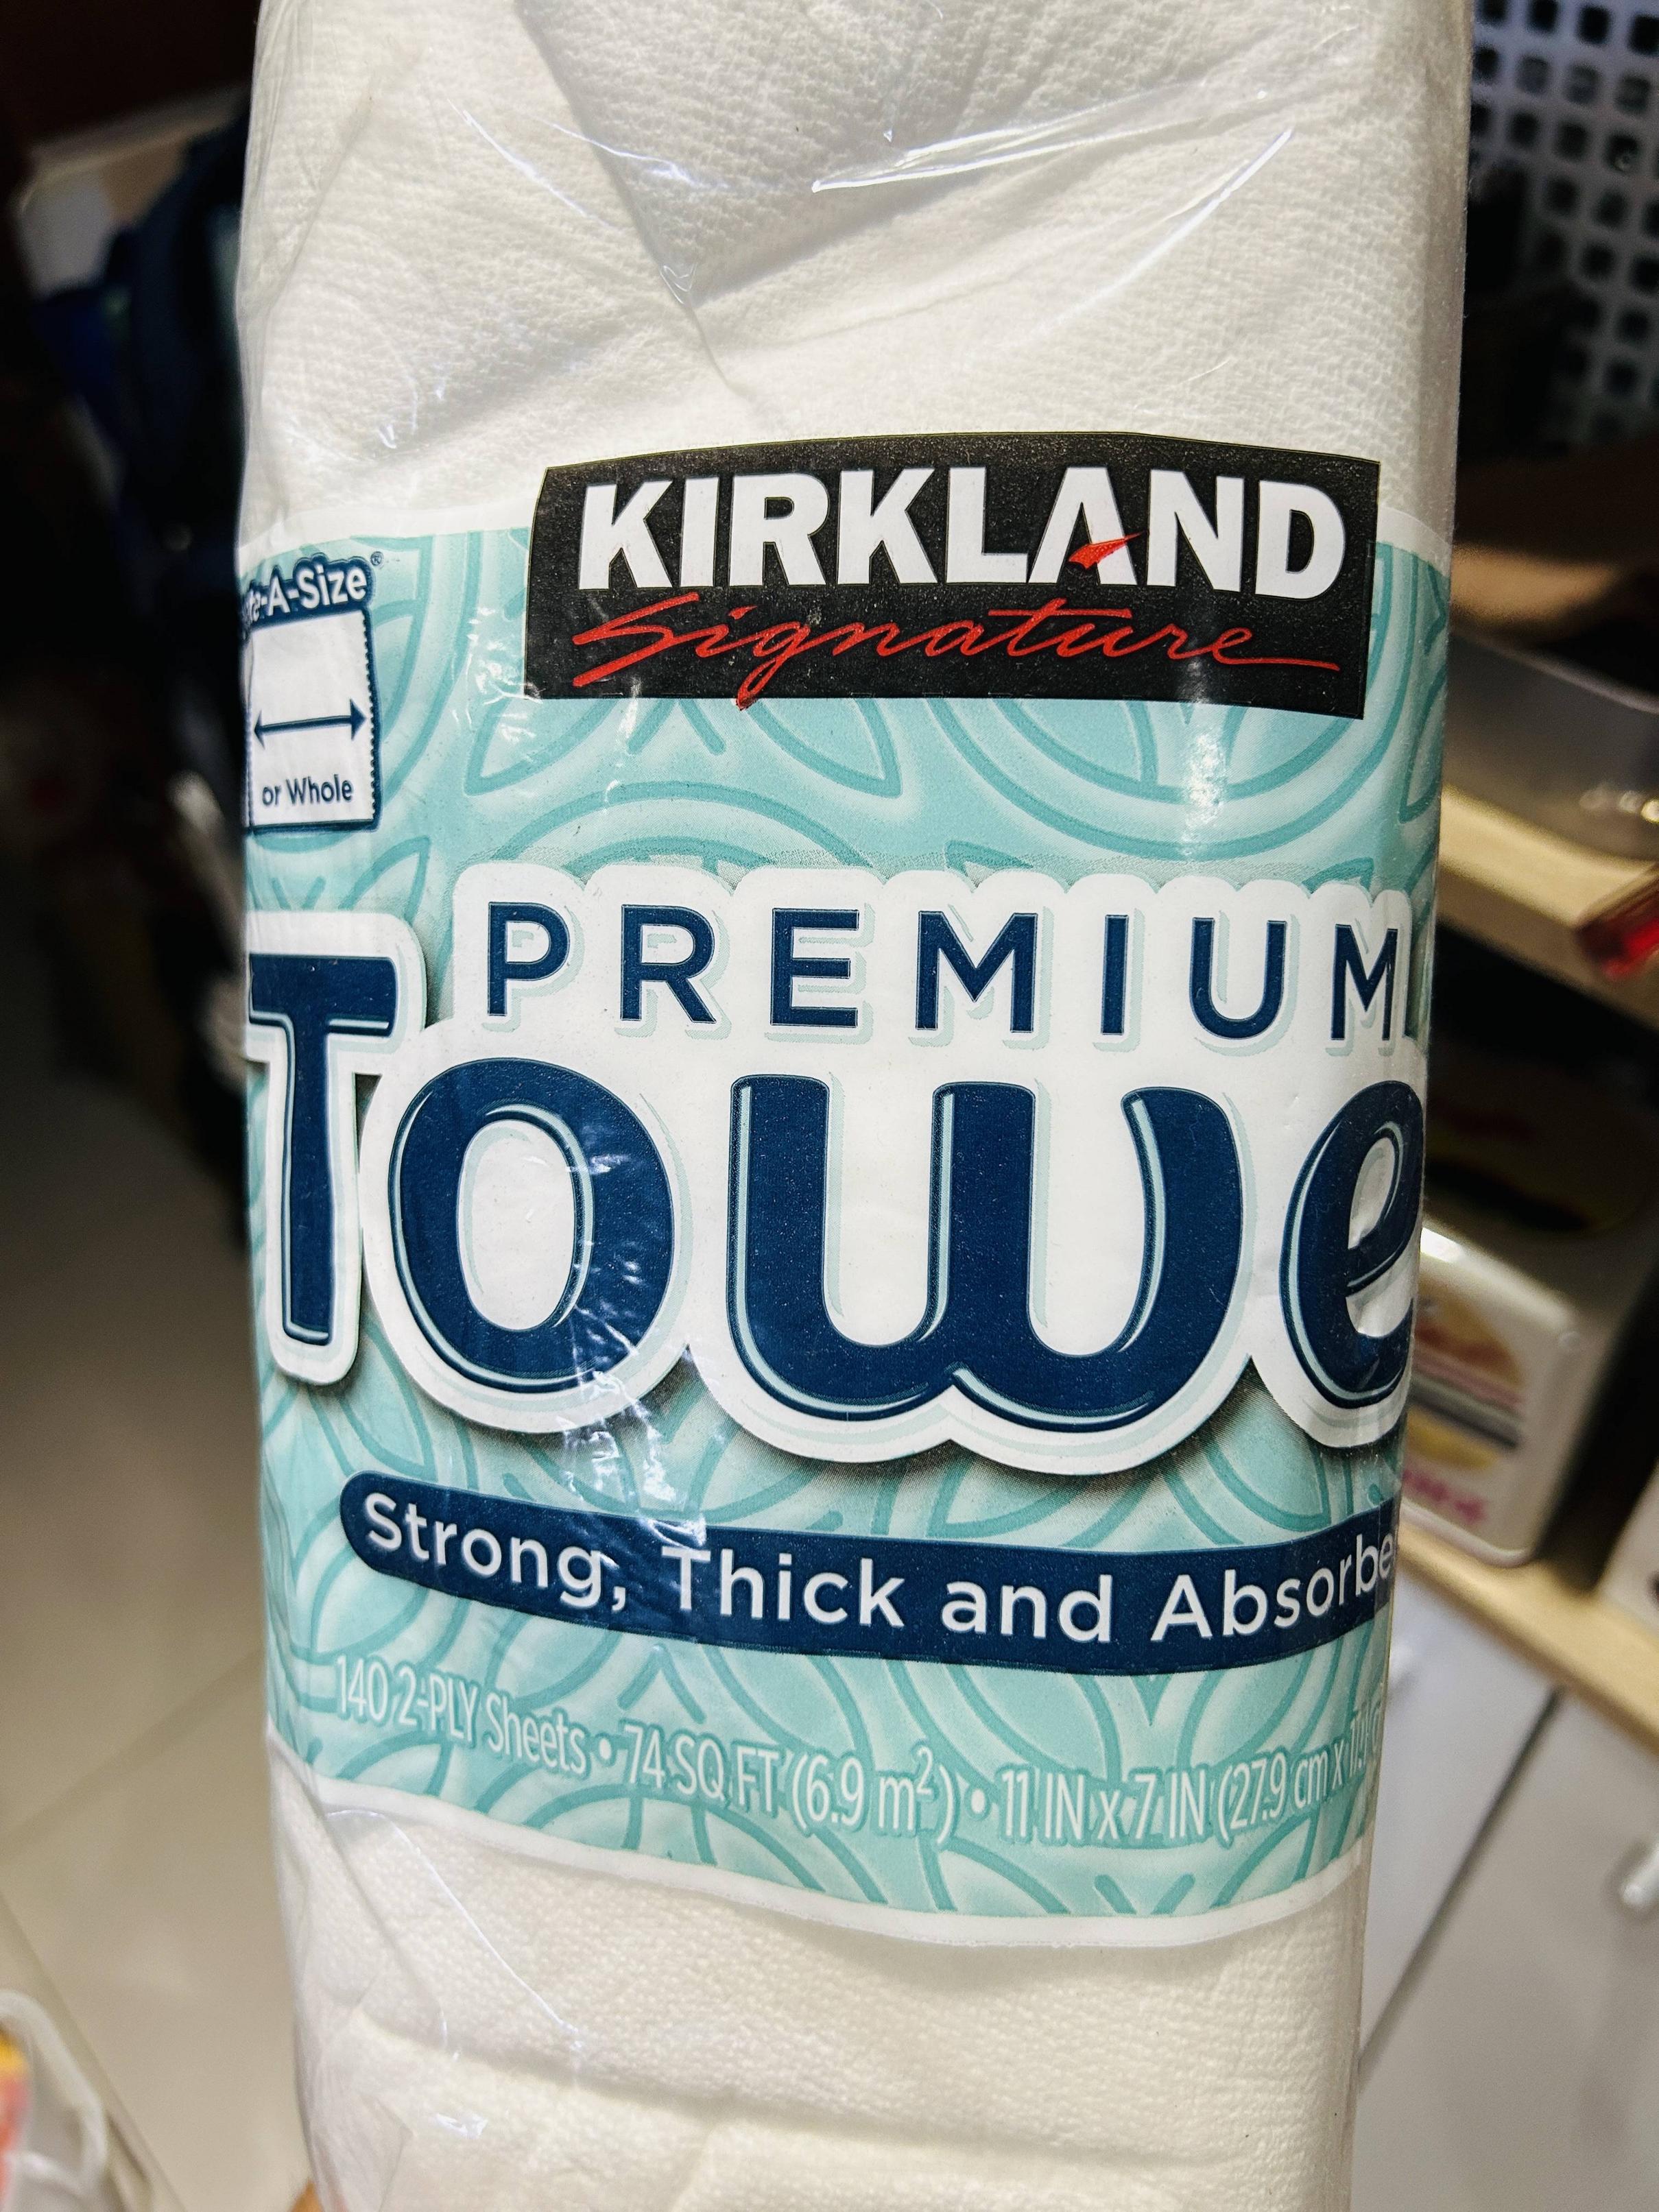 KIRKLAND
Signature
-A-Size®
or Whole
PREMIUM
Towe
Strong, Thick and Absorbe
140 2-PLY Sheets • 74 SQ FT (6.9 m²) • 11 IN x 7 IN (27.9 cm x